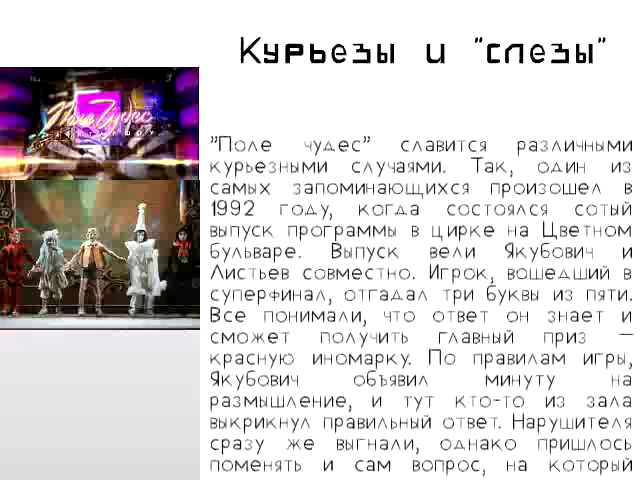 Курьезы и "слезы"
Поле Чудес
"Поле чудес" славится различными
курьезными случаями. Так, один из
самых запоминающихся произошел в
1992 году, когда состоялся сотый
выпуск программы в цирке на Цветном
бульваре. Выпуск вели Якубович и
Листьев совместно. Игрок, вошедший в
суперфинал, отгадал три буквы из пяти.
Все понимали, что ответ он знает и
сможет получить главный приз –
красную иномарку. По правилам игры,
Якубович объявил минуту на
размышление, и тут кто-то из зала
выкрикнул правильный ответ. Нарушителя
сразу же выгнали, однако пришлось
поменять и сам вопрос, на который